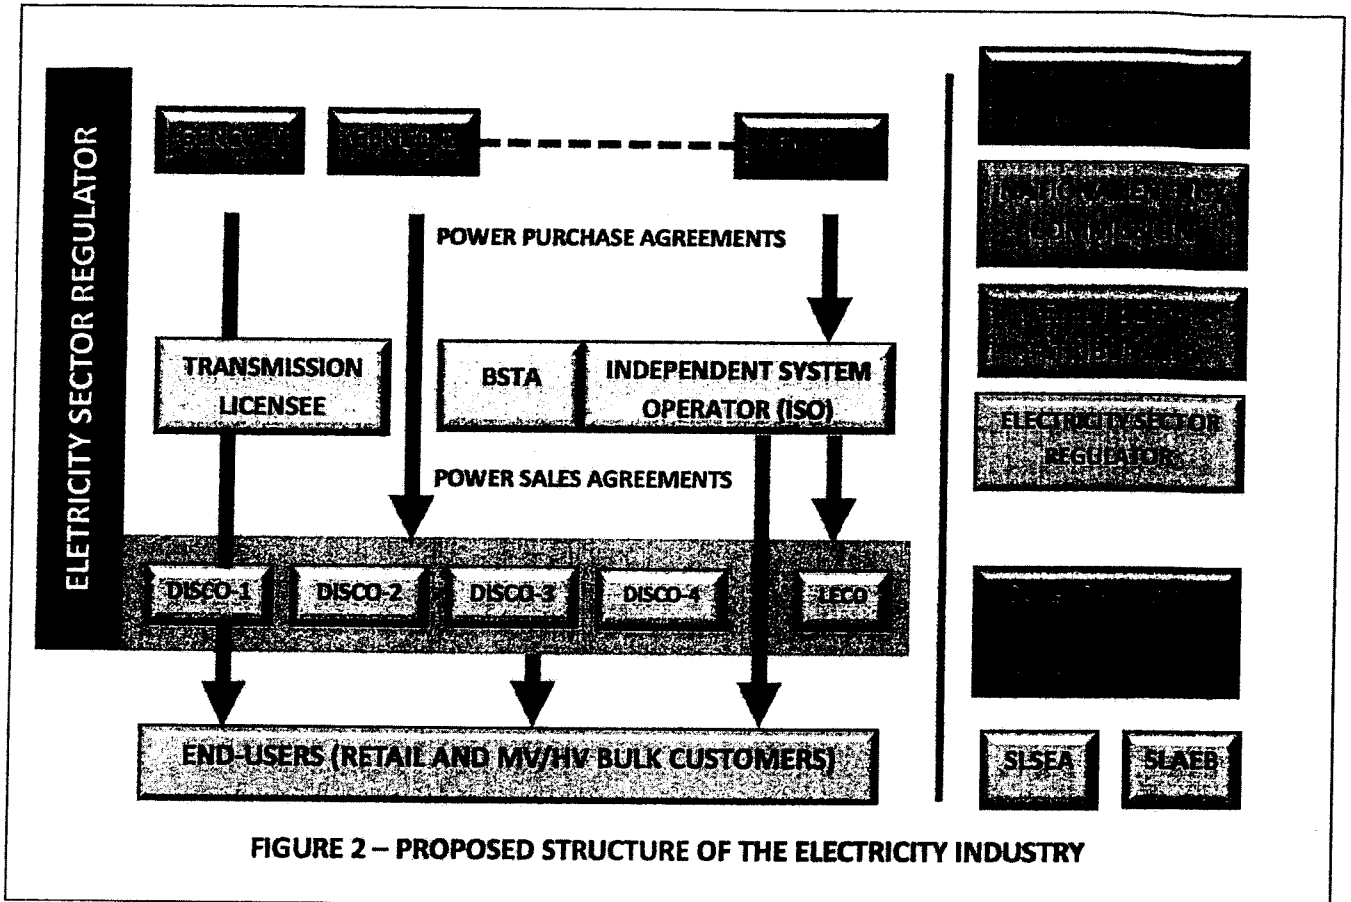 ELETRICITY SECTOR REGULATOR
POWER PURCHASE AGREEMENTS
TRANSMISSION
LICENSEE
BSTA
INDEPENDENT SYSTEM
OPERATOR (ISO)
POWER SALES AGREEMENTS
DISCO-1
DISCO-2
DISCO-3
DISCO-4
LECO
END-USERS (RETAIL AND MV/HV BULK CUSTOMERS)
NATIONAL ENERGY
ELECTRICITY SECTOR
REGULATOR
SLSEA
SLAEB
FIGURE 2 – PROPOSED STRUCTURE OF THE ELECTRICITY INDUSTRY